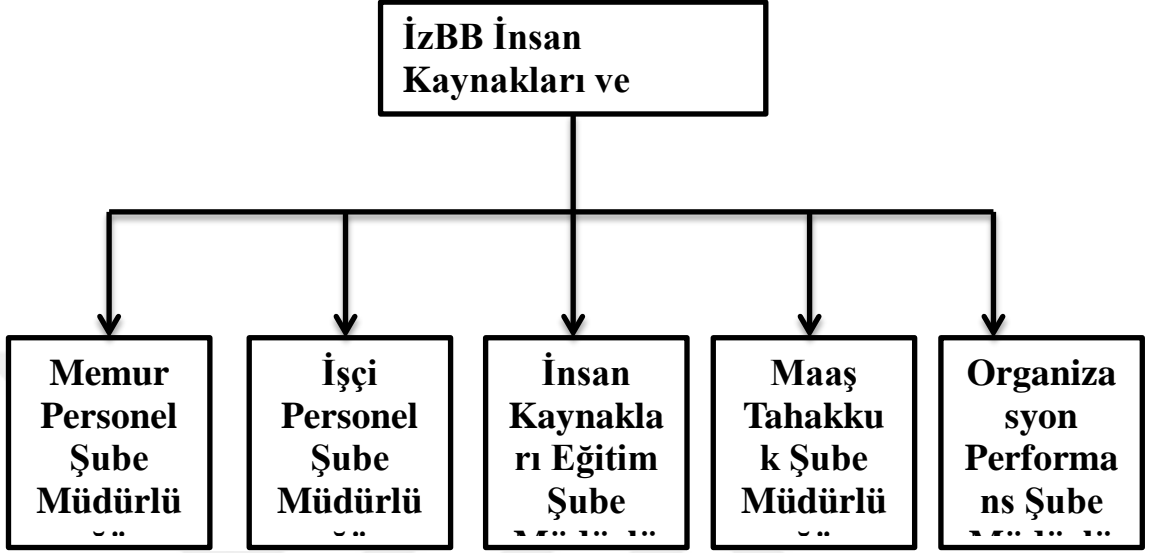 İzBB İnsan
Kaynakları ve
Memur
Personel
Şube
Müdürlü
İşçi
Personel
Şube
Müdürlü
İnsan
Kaynakla
rı Eğitim
Şube
Maaş
Tahakku
k Şube
Müdürlü
Organiza
syon
Performa
ns Şube